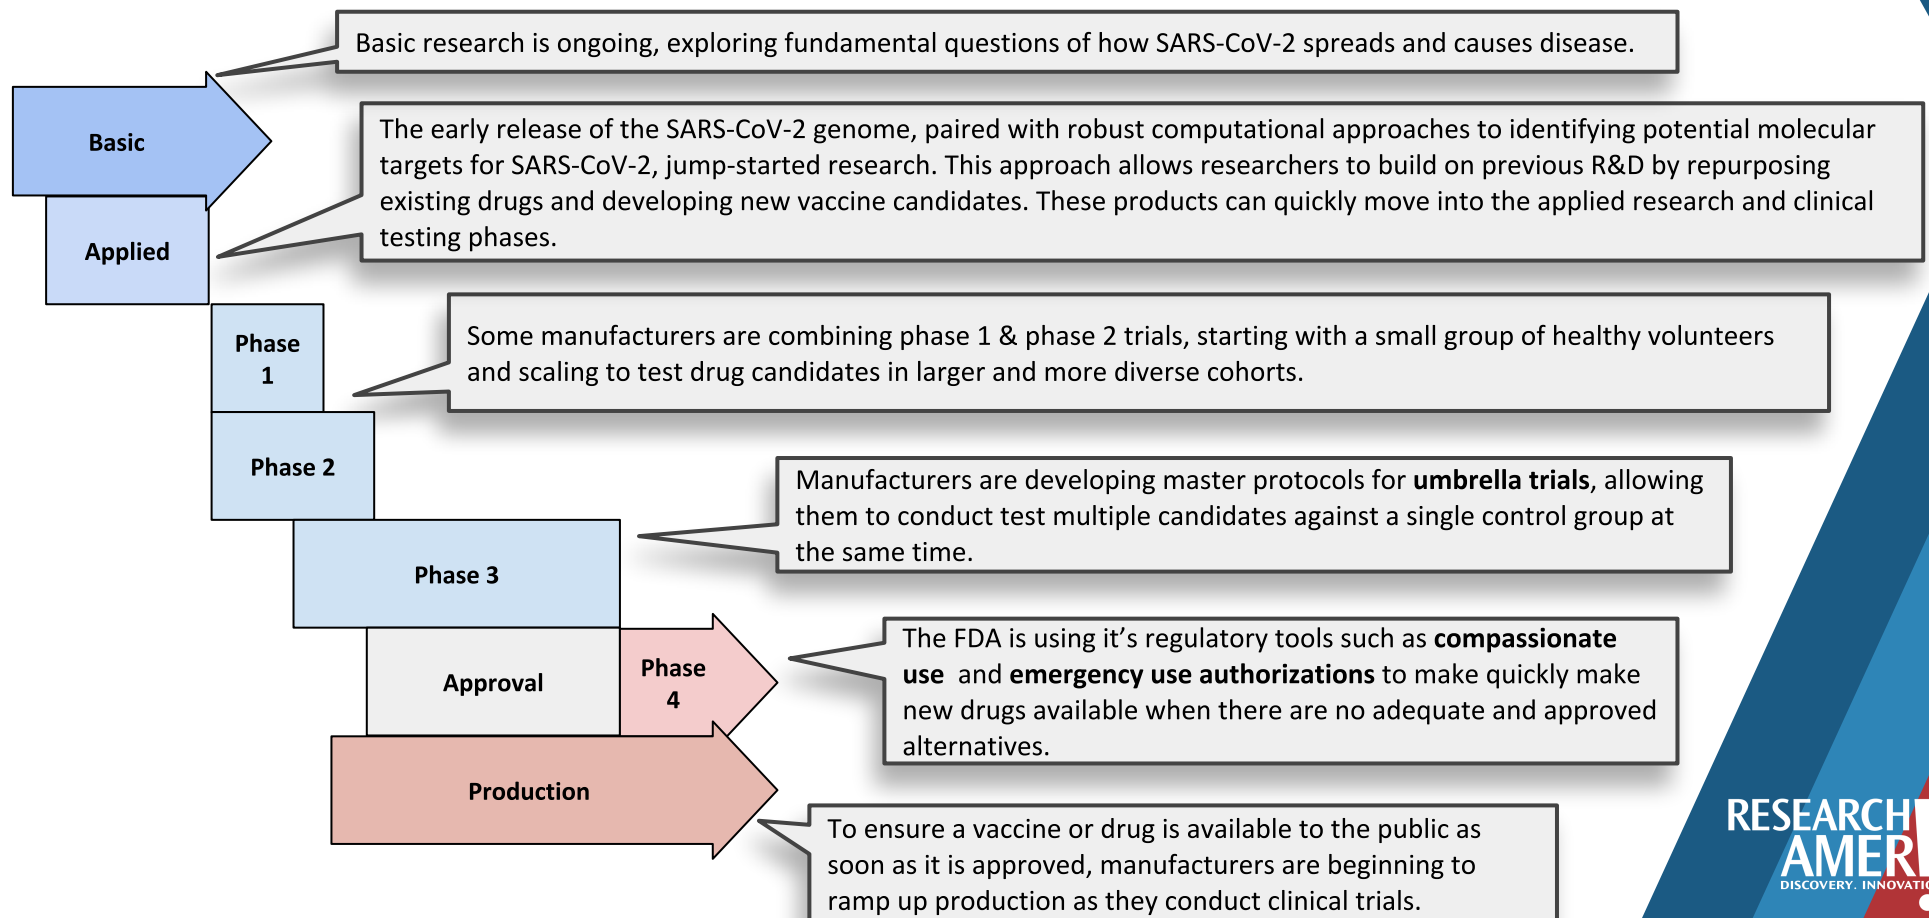 Basic research is ongoing, exploring fundamental questions of how SARS-CoV-2 spreads and causes disease.
Basic
The early release of the SARS-CoV-2 genome, paired with robust computational approaches to identifying potential molecular
targets for SARS-CoV-2, jump-started research. This approach allows researchers to build on previous R&D by repurposing
existing drugs and developing new vaccine candidates. These products can quickly move into the applied research and clinical
testing phases.
Applied
Phase
1
Some manufacturers are combining phase 1 & phase 2 trials, starting with a small group of healthy volunteers
and scaling to test drug candidates in larger and more diverse cohorts.
Phase 2
Manufacturers are developing master protocols for umbrella trials, allowing
them to conduct test multiple candidates against a single control group at
the same time.
Phase 3
The FDA is using it’s regulatory tools such as compassionate
use  and emergency use authorizations to make quickly make
new drugs available when there are no adequate and approved
alternatives.
Approval
Phase
4
Production
To ensure a vaccine or drug is available to the public as
soon as it is approved, manufacturers are beginning to
ramp up production as they conduct clinical trials.
RESEARCH
AMER
DISCOVERY. INNOVATIO